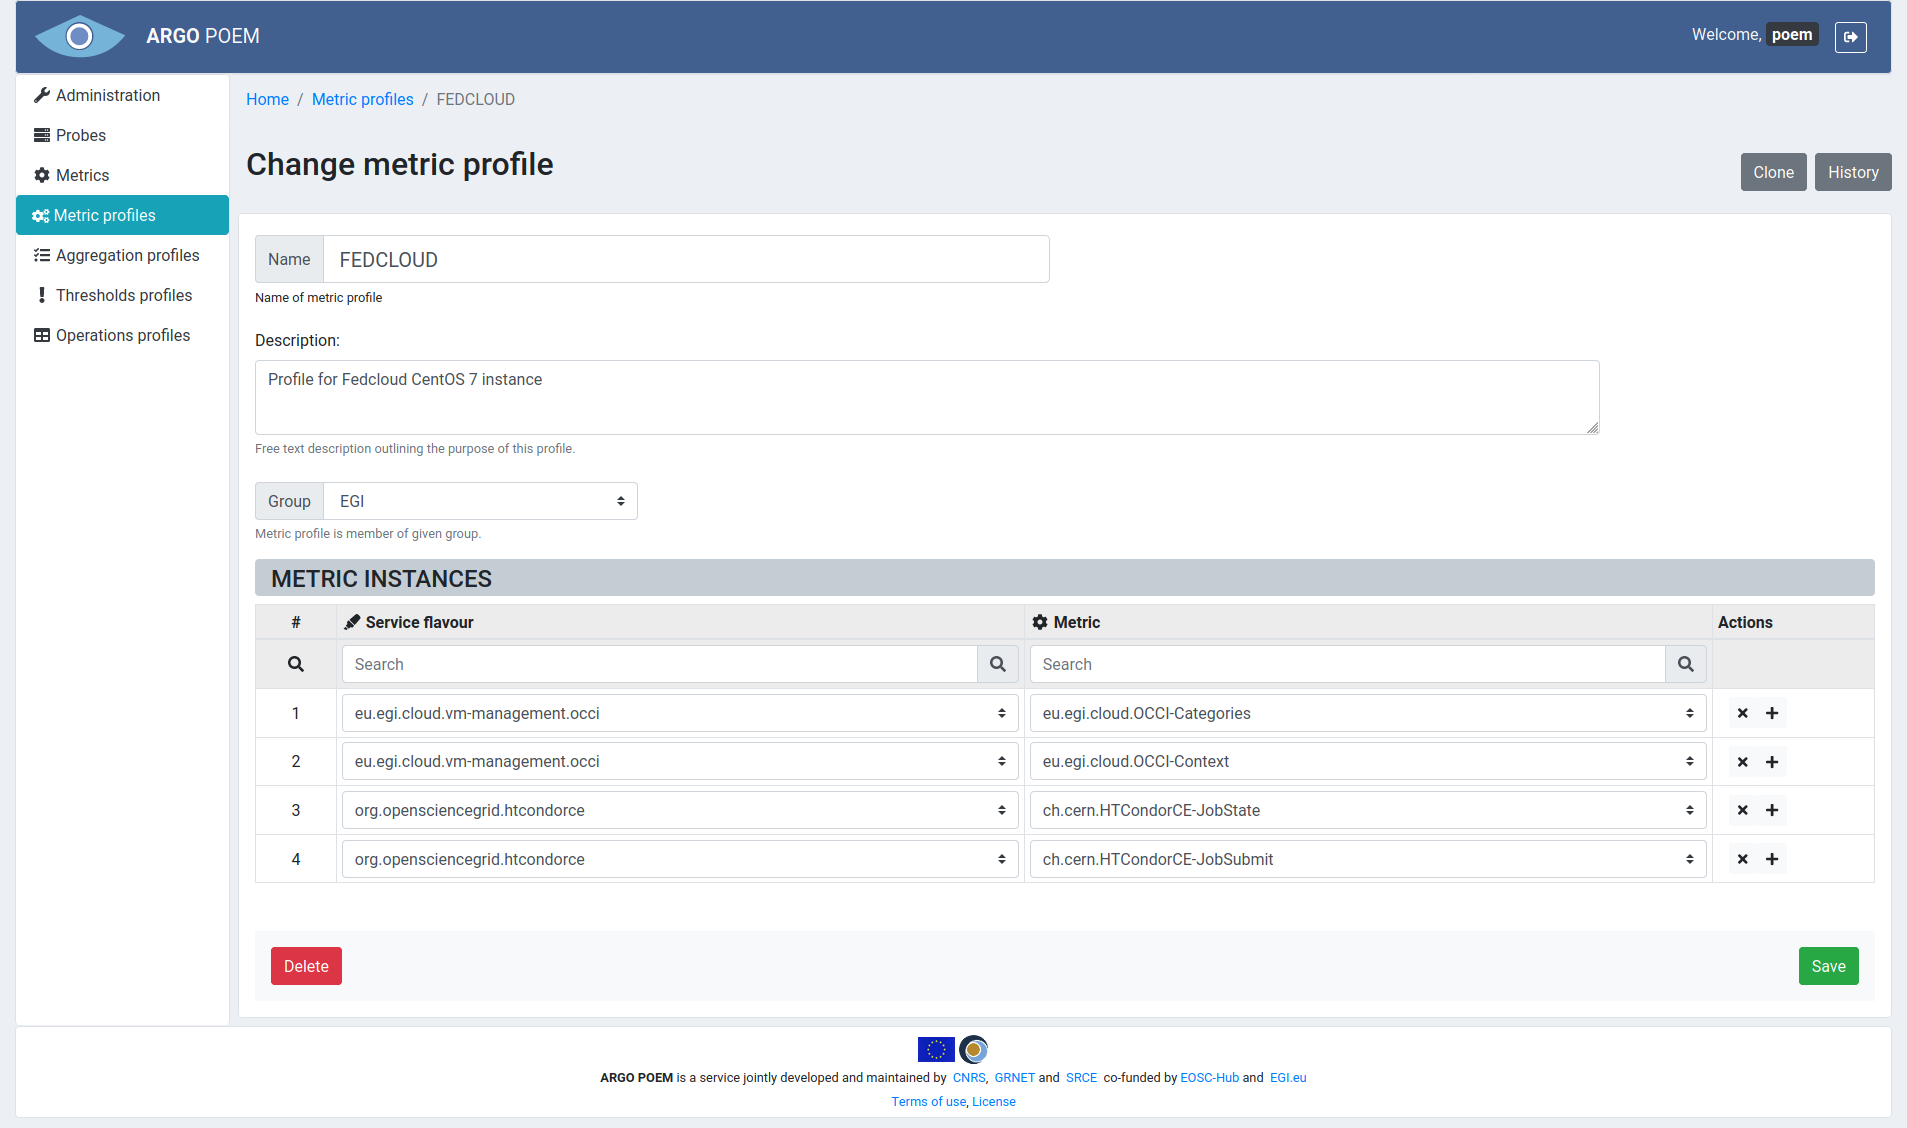 ARGO POEM
Welcome, poem
Administration
Probes
Metrics
Metric profiles
Aggregation profiles
Thresholds profiles
Operations profiles
Home / Metric profiles / FEDCLOUD
Change metric profile
Clone History
Name FEDCLOUD
Name of metric profile
Description:
Profile for Fedcloud CentOS 7 instance
Free text description outlining the purpose of this profile.
Group EGI
Metric profile is member of given group.
METRIC INSTANCES
# Service flavour Metric Actions
Search Search
1 eu.egi.cloud.vm-management.occi eu.egi.cloud.OCCI-Categories
2 eu.egi.cloud.vm-management.occi eu.egi.cloud.OCCI-Context
3 org.opensciencegrid.htcondorce ch.cern.HTCondorCE-JobState
4 org.opensciencegrid.htcondorce ch.cern.HTCondorCE-JobSubmit
Delete Save
ARGO POEM is a service jointly developed and maintained by CNRS, GRNET and SRCE co-funded by EOSC-Hub and EGI.eu
Terms of use, License